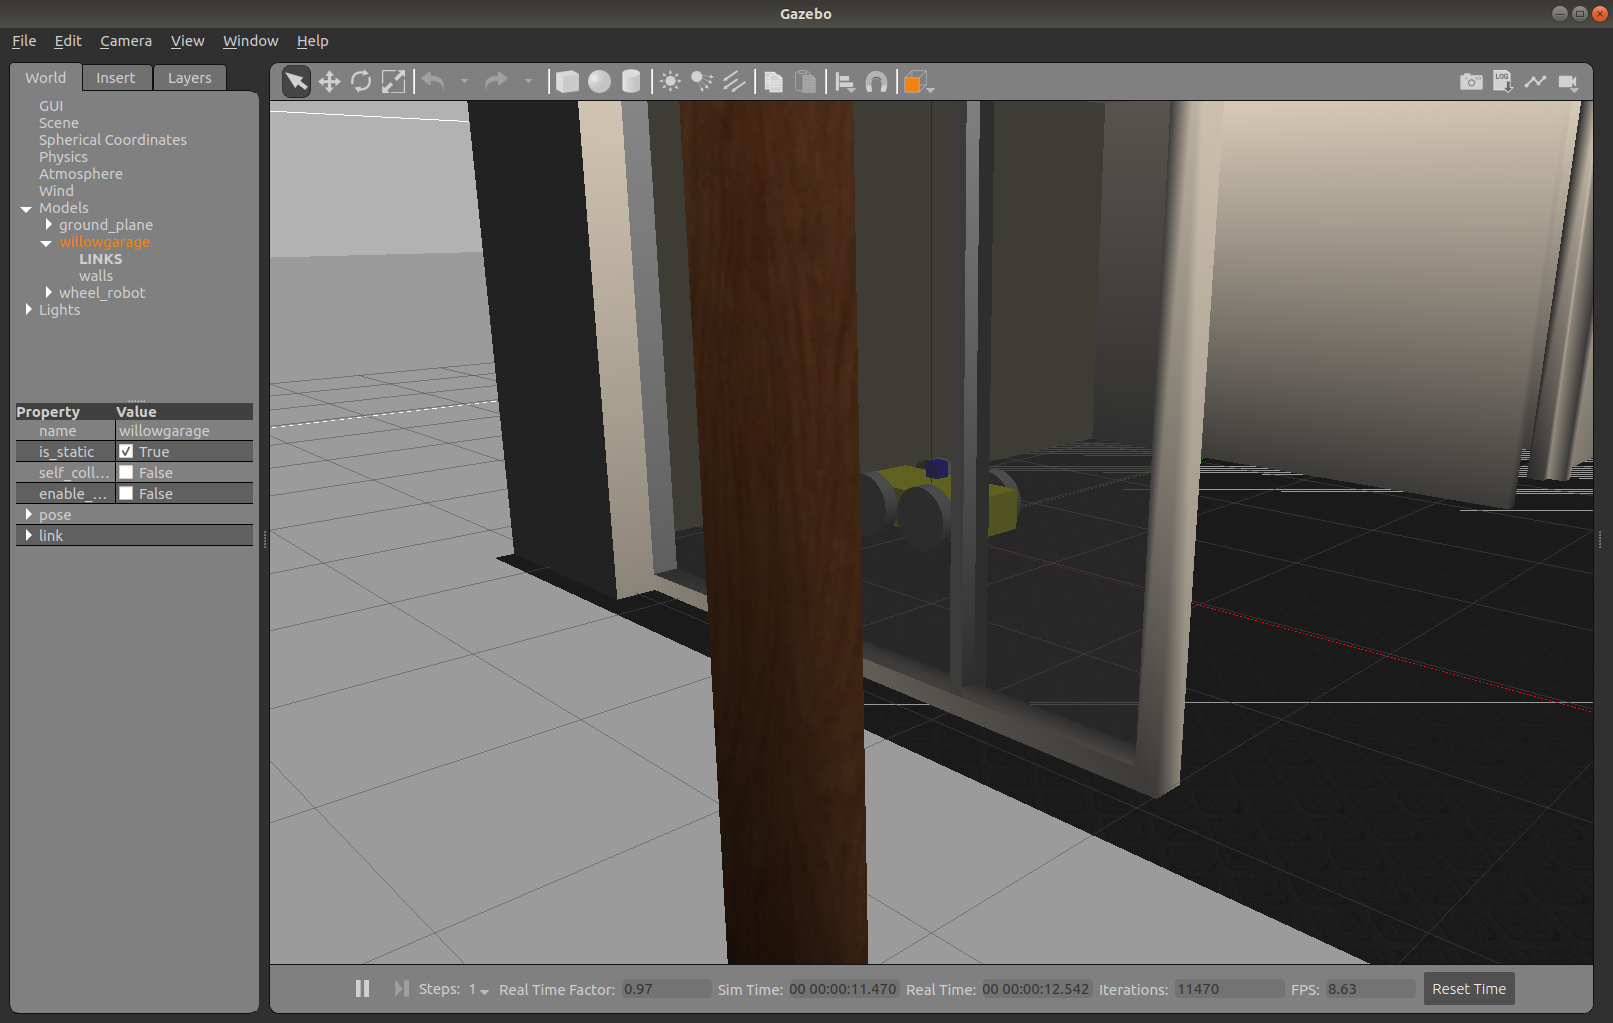 Gazebo
File Edit Camera View Window Help
World Insert Layers
GUI
Scene
Spherical Coordinates
Physics
Atmosphere
Wind
Models
ground_plane
willowgarage
LINKS
walls
wheel_robot
Lights
Property Value
name willowgarage
is_static True
self_coll... False
enable_... False
pose
link
LOG
Steps: 1 Real Time Factor: 0.97 Sim Time: 00 00:00:11.470 Real Time: 00 00:00:12.542 Iterations: 11470 FPS: 8.63 Reset Time